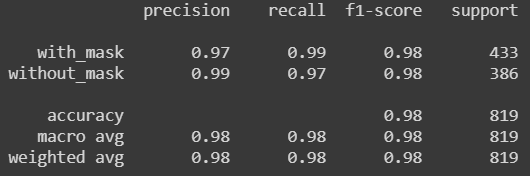 precision recall f1-score support
with_mask 0.97 0.99 0.98 433
without_mask 0.99 0.97 0.98 386
accuracy 0.98 819
macro avg 0.98 0.98 0.98 819
weighted avg 0.98 0.98 0.98 819